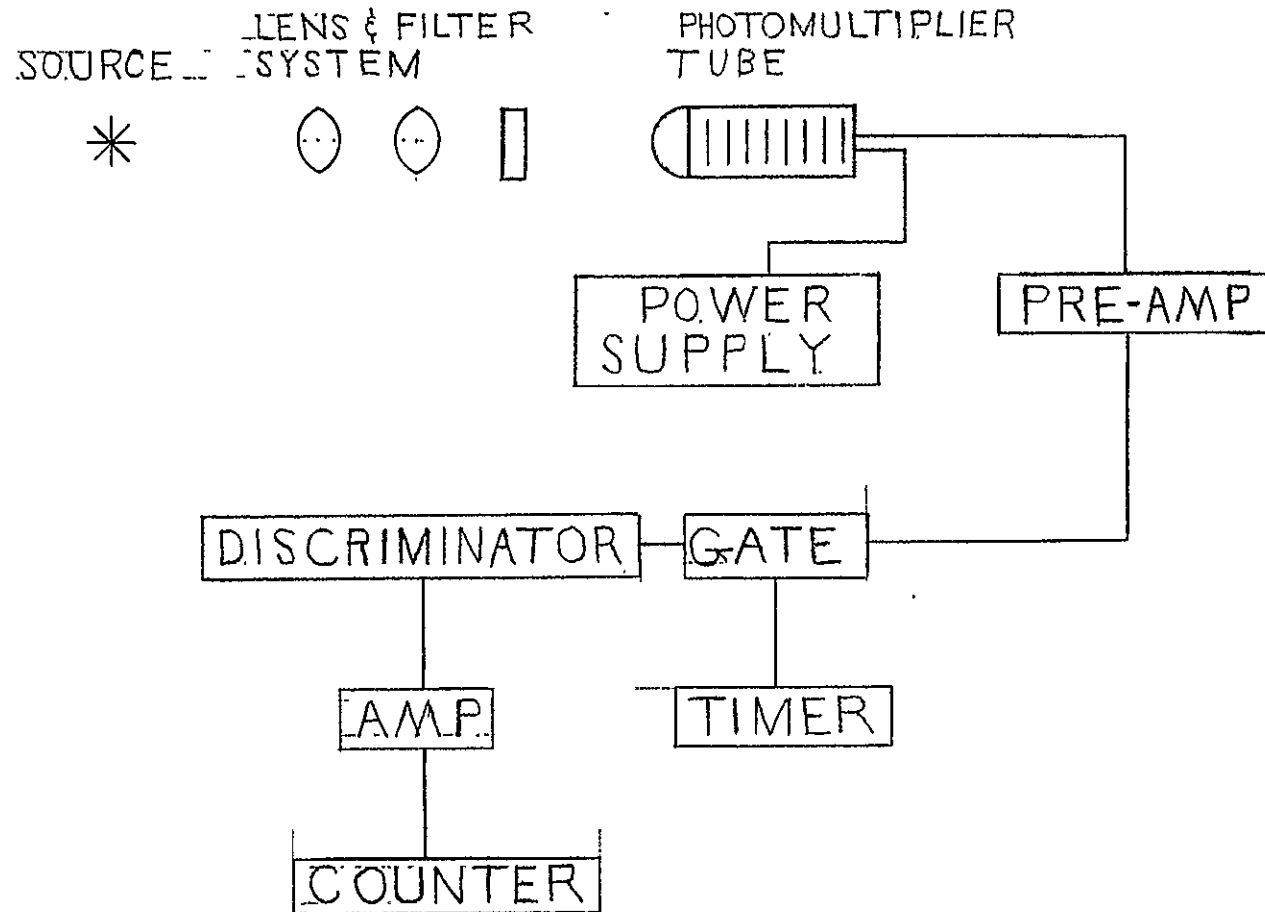 SOURCE
LENS & FILTER
SYSTEM
PHOTOMULTIPLIER
TUBE
POWER
SUPPLY
PRE-AMP
DISCRIMINATOR
GATE
AMP
TIMER
COUNTER